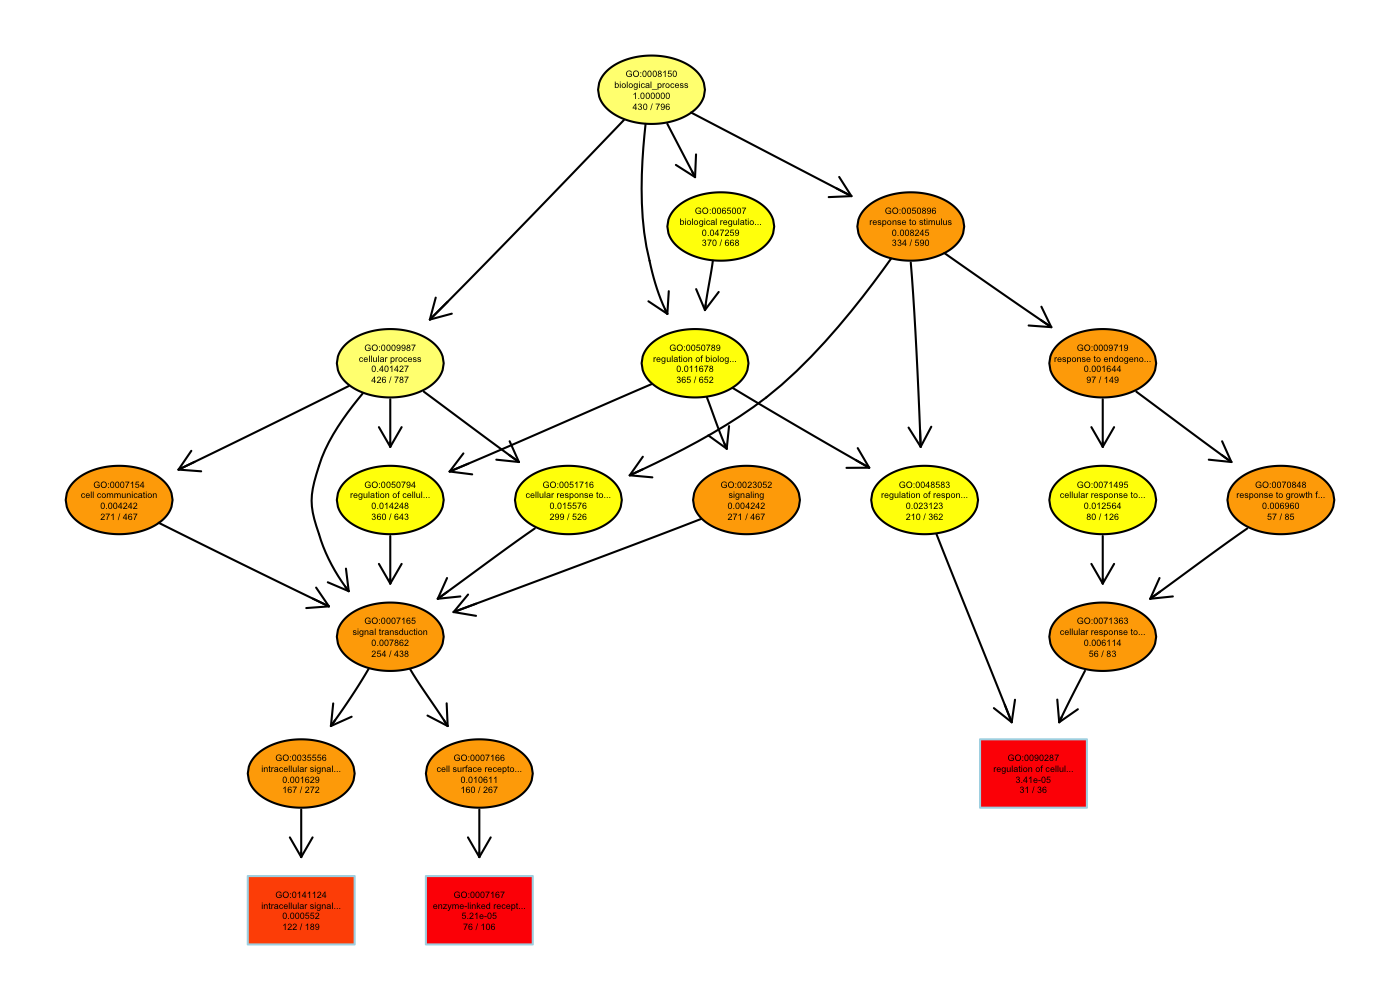 GO:0008150
biological_process
1.000000
430 / 796
GO:0065007
biological regulatio...
0.047259
370 / 668
GO:0050896
response to stimulus
0.008245
334 / 590
GO:0009987
cellular process
0.401427
426 / 787
GO:0050789
regulation of biolog...
0.011678
365 / 652
GO:0009719
response to endogeno...
0.001644
97 / 149
GO:0007154
cell communication
0.004242
271 / 467
GO:0050794
regulation of cellul...
0.014248
360 / 643
GO:0051716
cellular response to...
0.015576
299 / 526
GO:0023052
signaling
0.004242
271 / 467
GO:0048583
regulation of respon...
0.023123
210 / 362
GO:0071495
cellular response to...
0.012564
80 / 126
GO:0070848
response to growth f...
0.006960
57 / 85
GO:0007165
signal transduction
0.007862
254 / 438
GO:0071363
cellular response to...
0.006114
56 / 83
GO:0035556
intracellular signal...
0.001629
167 / 272
GO:0007166
cell surface recepto...
0.010611
160 / 267
GO:0090287
regulation of cellul...
3.41e-05
31 / 36
GO:0141124
intracellular signal...
0.000552
122 / 189
GO:0007167
enzyme-linked recept...
5.21e-05
76 / 106